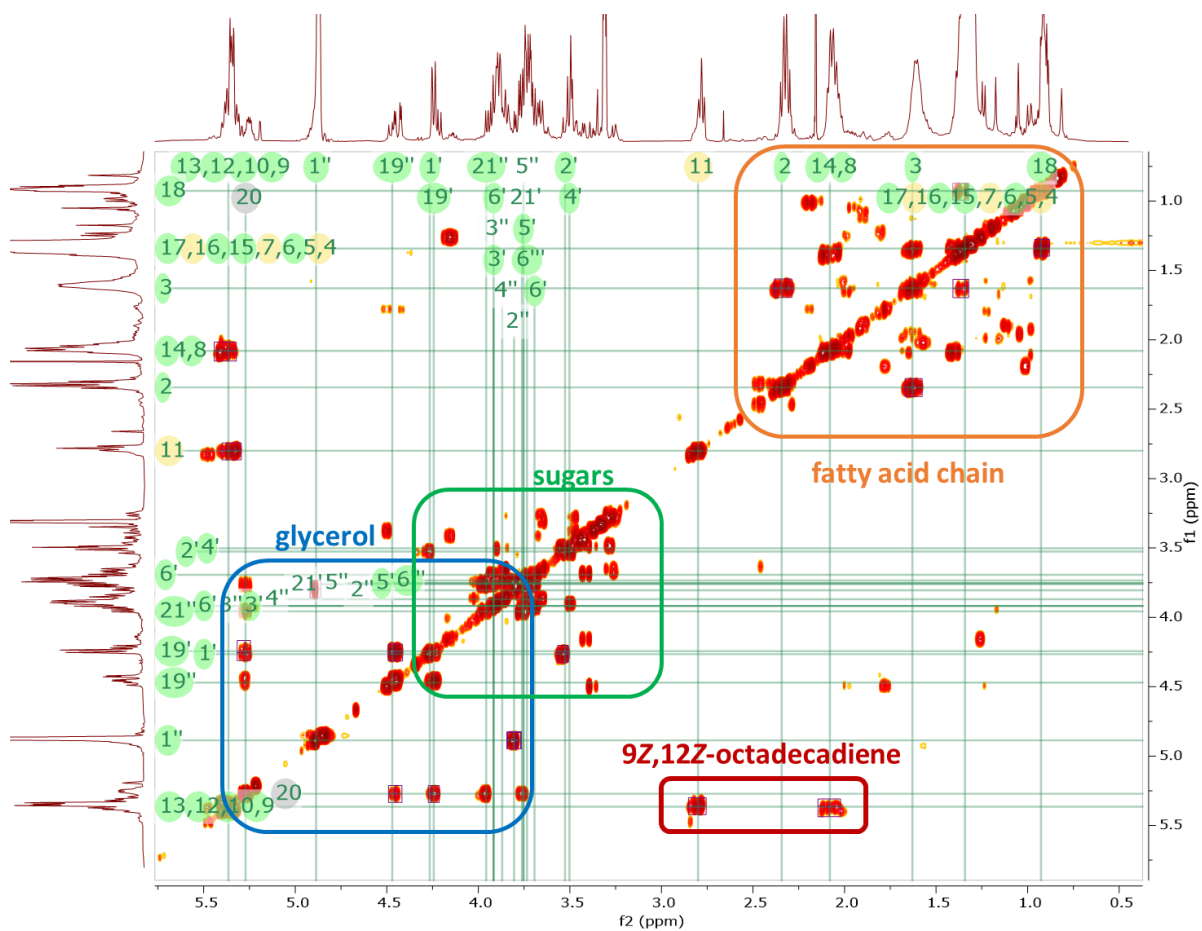 13,12,10,9 1'' 19'' 1' 21'' 5'' 2' 11 2 14,8 3 18
18 20 19' 6' 21' 4' 17,16,15,7,6,5,4
3'' 5'
17,16,15,7,6,5,4 3' 6'''
3 4'' 6'
2''
14,8
2
11
sugars
fatty acid chain
glycerol
2' 4'
6' 21' 5'' 2'' 5' 6'''
21'' 6' 3'' 3' 4''
19' 1'
19''
1''
9Z,12Z-octadecadiene
20
13,12,10,9
1.0
1.5
2.0
2.5
3.0
3.5
4.0
4.5
5.0
5.5
f1 (ppm)
5.5 5.0 4.5 4.0 3.5 3.0 2.5 2.0 1.5 1.0 0.5
f2 (ppm)